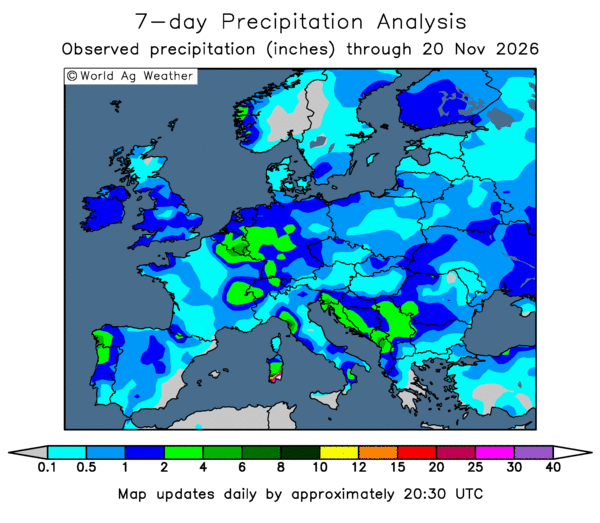 7-day Precipitation Analysis
Observed precipitation (inches) through 20 Nov 2026
© World Ag Weather
0.1 0.5 1 2 4 6 8 10 12 15 20 25 30 40
Map updates daily by approximately 20:30 UTC